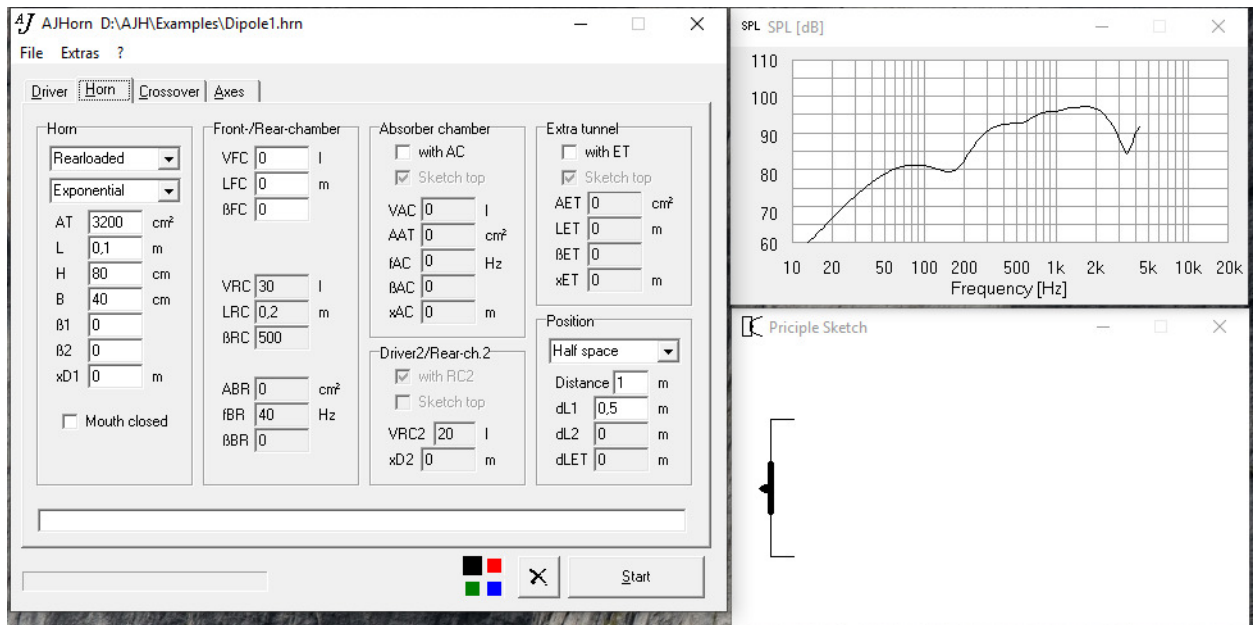 AJ AJHorn D:\AJH\Examples\Dipole1.hrn
File Extras ?
Driver Horn Crossover Axes
Horn
Rearloaded
Exponential
AT 3200 cm²
L 0,1 m
H 80 cm
B 40 cm
ß1 0
ß2 0
xD1 0 m
Mouth closed
Front-/Rear-chamber
VFC 0 l
LFC 0 m
ßFC 0
VRC 30 l
LRC 0,2 m
ßRC 500
ABR 0 cm²
fBR 40 Hz
ßBR 0
Absorber chamber
with AC
Sketch top
VAC 0 l
AAT 0 cm²
fAC 0 Hz
ßAC 0
xAC 0 m
Driver2/Rear-ch.2
with RC2
Sketch top
VRC2 20 l
xD2 0 m
Extra tunnel
with ET
Sketch top
AET 0 cm²
LET 0 m
ßET 0
xET 0 m
Position
Half space
Distance 1 m
dL1 0,5 m
dL2 0 m
dLET 0 m
Start
SPL SPL [dB]
110
100
90
80
70
60
10 20 50 100 200 500 1k 2k 5k 10k 20k
Frequency [Hz]
Priciple Sketch